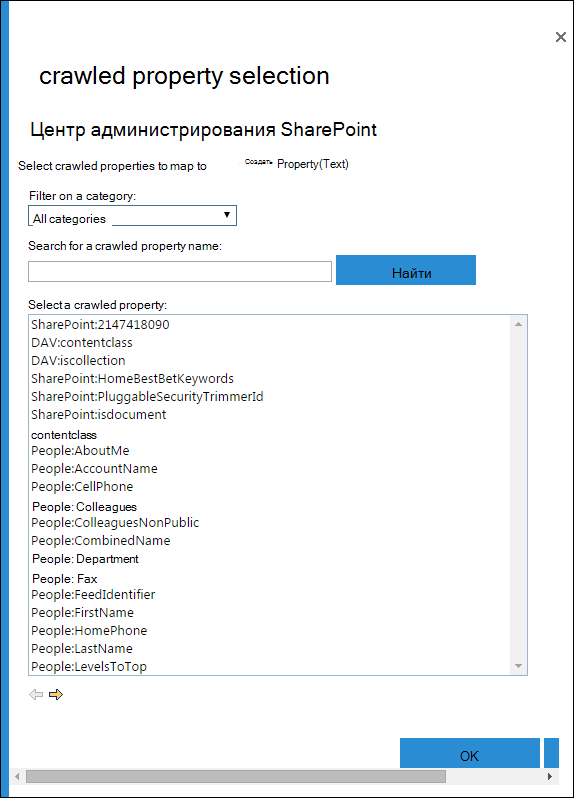 crawled property selection
Центр администрирования SharePoint
Select crawled properties to map to Создать Property(Text)
Filter on a category:
All categories
Search for a crawled property name:
Найти
Select a crawled property:
SharePoint:2147418090
DAV:contentclass
DAV:iscollection
SharePoint:HomeBestBetKeywords
SharePoint:PluggableSecurityTrimmerId
SharePoint:isdocument
contentclass
People:AboutMe
People:AccountName
People:CellPhone
People: Colleagues
People:ColleaguesNonPublic
People:CombinedName
People: Department
People: Fax
People:FeedIdentifier
People:FirstName
People:HomePhone
People:LastName
People:LevelsToTop
OK